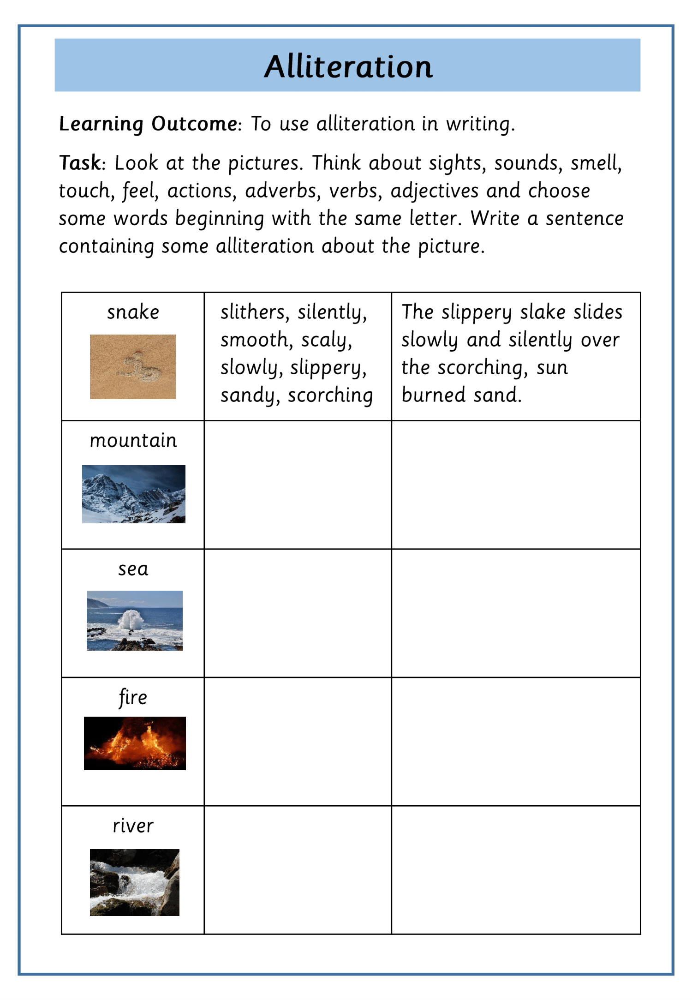 Alliteration
Learning Outcome: To use alliteration in writing.
Task: Look at the pictures. Think about sights, sounds, smell,
touch, feel, actions, adverbs, verbs, adjectives and choose
some words beginning with the same letter. Write a sentence
containing some alliteration about the picture.
snake
slithers, silently,
smooth, scaly,
slowly, slippery,
sandy, scorching
The slippery slake slides
slowly and silently over
the scorching, sun
burned sand.
mountain
sea
fire
river